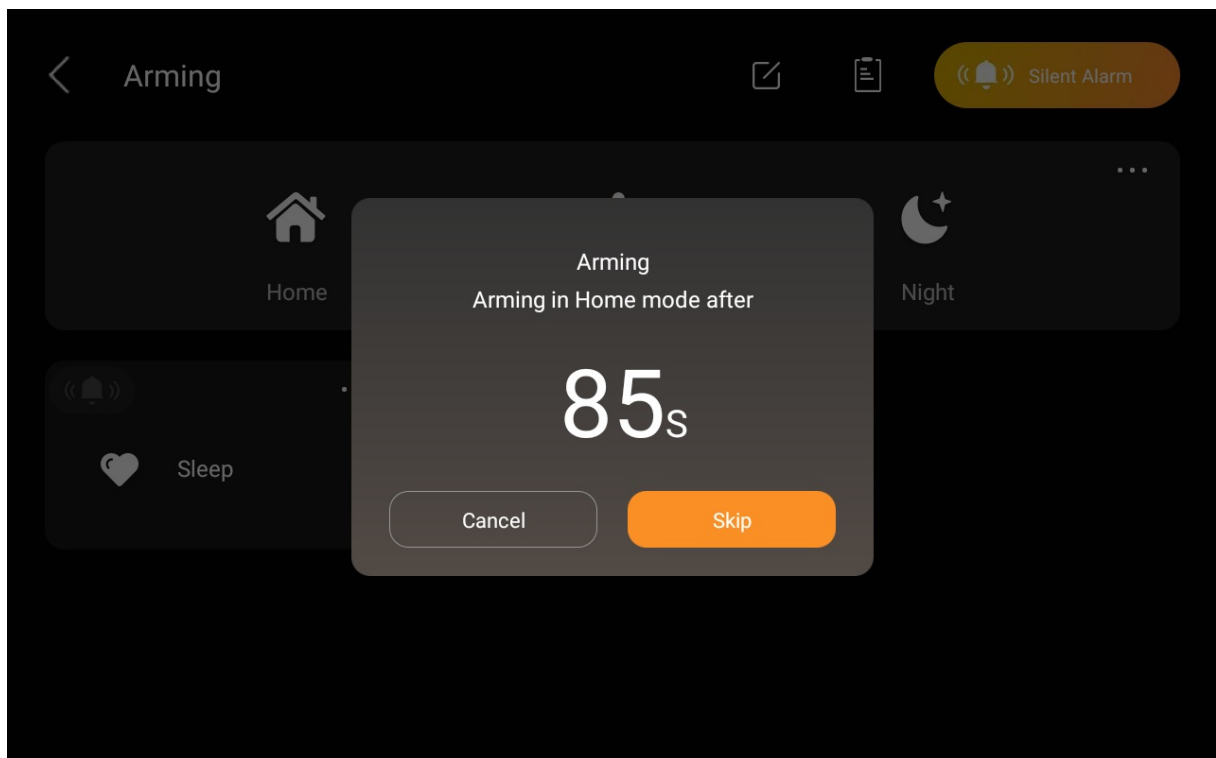 Arming
Silent Alarm
Home
Night
Arming
Arming in Home mode after
85s
Sleep
Cancel
Skip